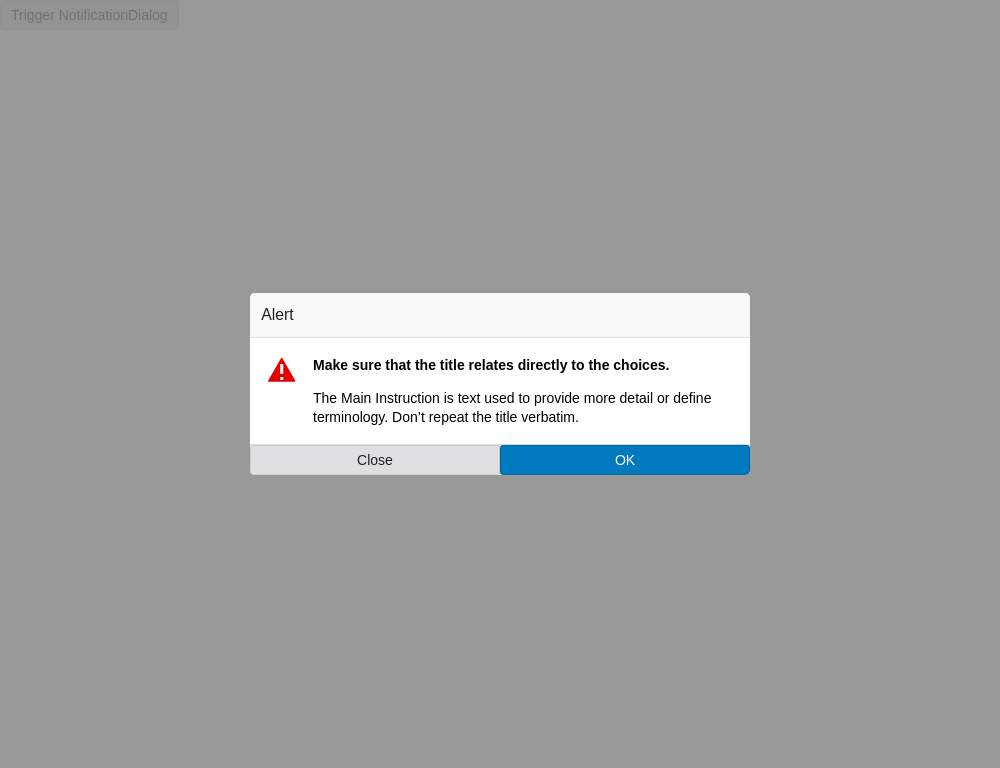 Trigger NotificationDialog
Alert
Make sure that the title relates directly to the choices.
The Main Instruction is text used to provide more detail or define
terminology. Don’t repeat the title verbatim.
Close
OK